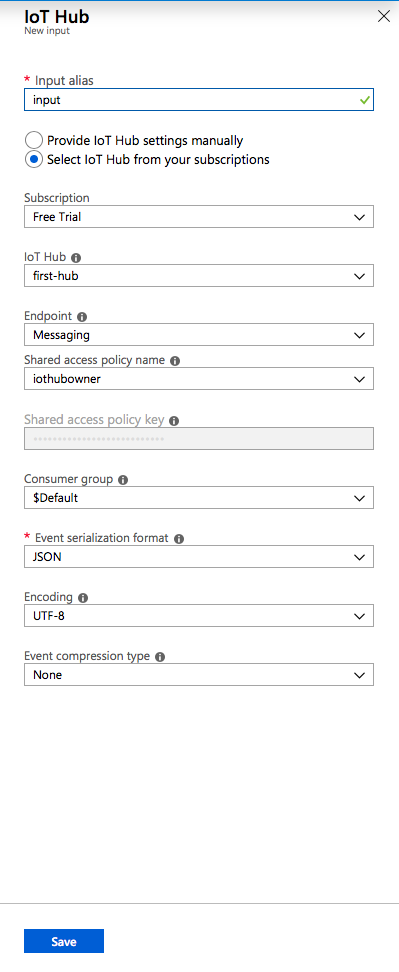 IoT Hub
New input
* Input alias
input
Provide IoT Hub settings manually
Select IoT Hub from your subscriptions
Subscription
Free Trial
IoT Hub
first-hub
Endpoint
Messaging
Shared access policy name
iothubowner
Shared access policy key
Consumer group
$Default
* Event serialization format
JSON
Encoding
UTF-8
Event compression type
None
Save